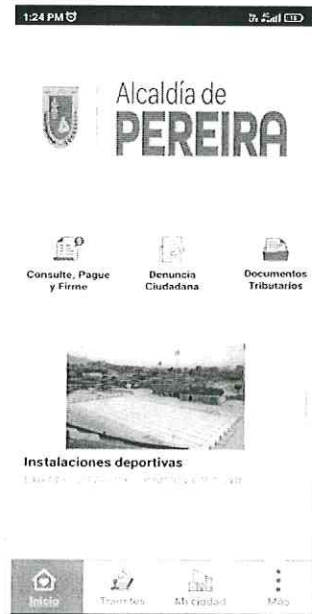 1:24 PM
Alcaldía de
PEREIRA
Consulte, Pague
y Firme
Denuncia
Ciudadana
Documentos
Tributarios
Instalaciones deportivas
Inicio
Trámites
Mi ciudad
Más